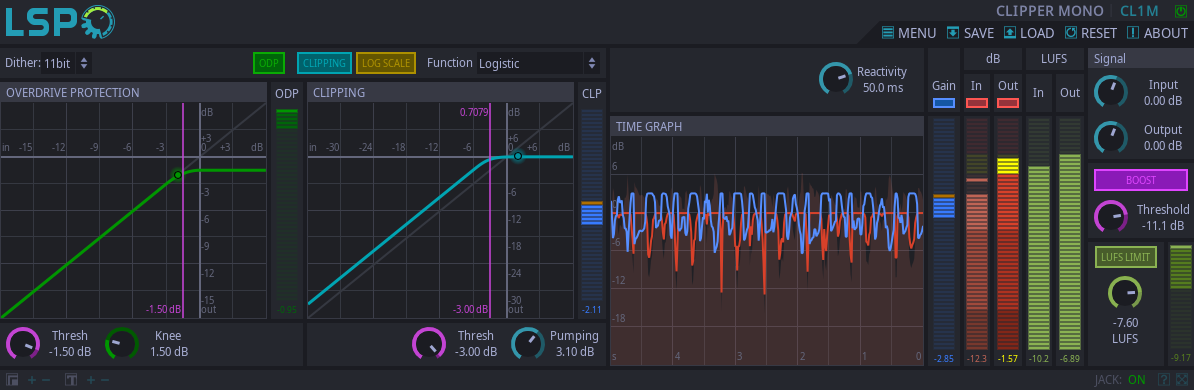 LSP
CLIPPER MONO CL1M
MENU SAVE LOAD RESET ABOUT
Dither: 11bit ODP CLIPPING LOG SCALE Function Logistic
Reactivity
50.0 ms
Gain
dB
In Out
LUFS
In Out
Signal
Input
0.00 dB
Output
0.00 dB
OVERDRIVE PROTECTION ODP
dB
+3
in -15 -12 -9 -6 -3 0 +3 dB
-3
-6
-9
-12
-15
out
-1.50 dB
-0.95
CLIPPING CLP
0.7079 dB
+6
in -30 -24 -18 -12 -6 0 +6 dB
-6
-12
-18
-24
-30
out
-3.00 dB
-2.11
TIME GRAPH
dB
6
0
-6
-12
-18
s 4 3 2 1 0
-2.85 -12.3 -1.57 -10.2 -6.89
BOOST
Threshold
-11.1 dB
LUFS LIMIT
-7.60
LUFS
-9.17
Thresh
-1.50 dB
Knee
1.50 dB
Thresh
-3.00 dB
Pumping
3.10 dB
JACK: ON